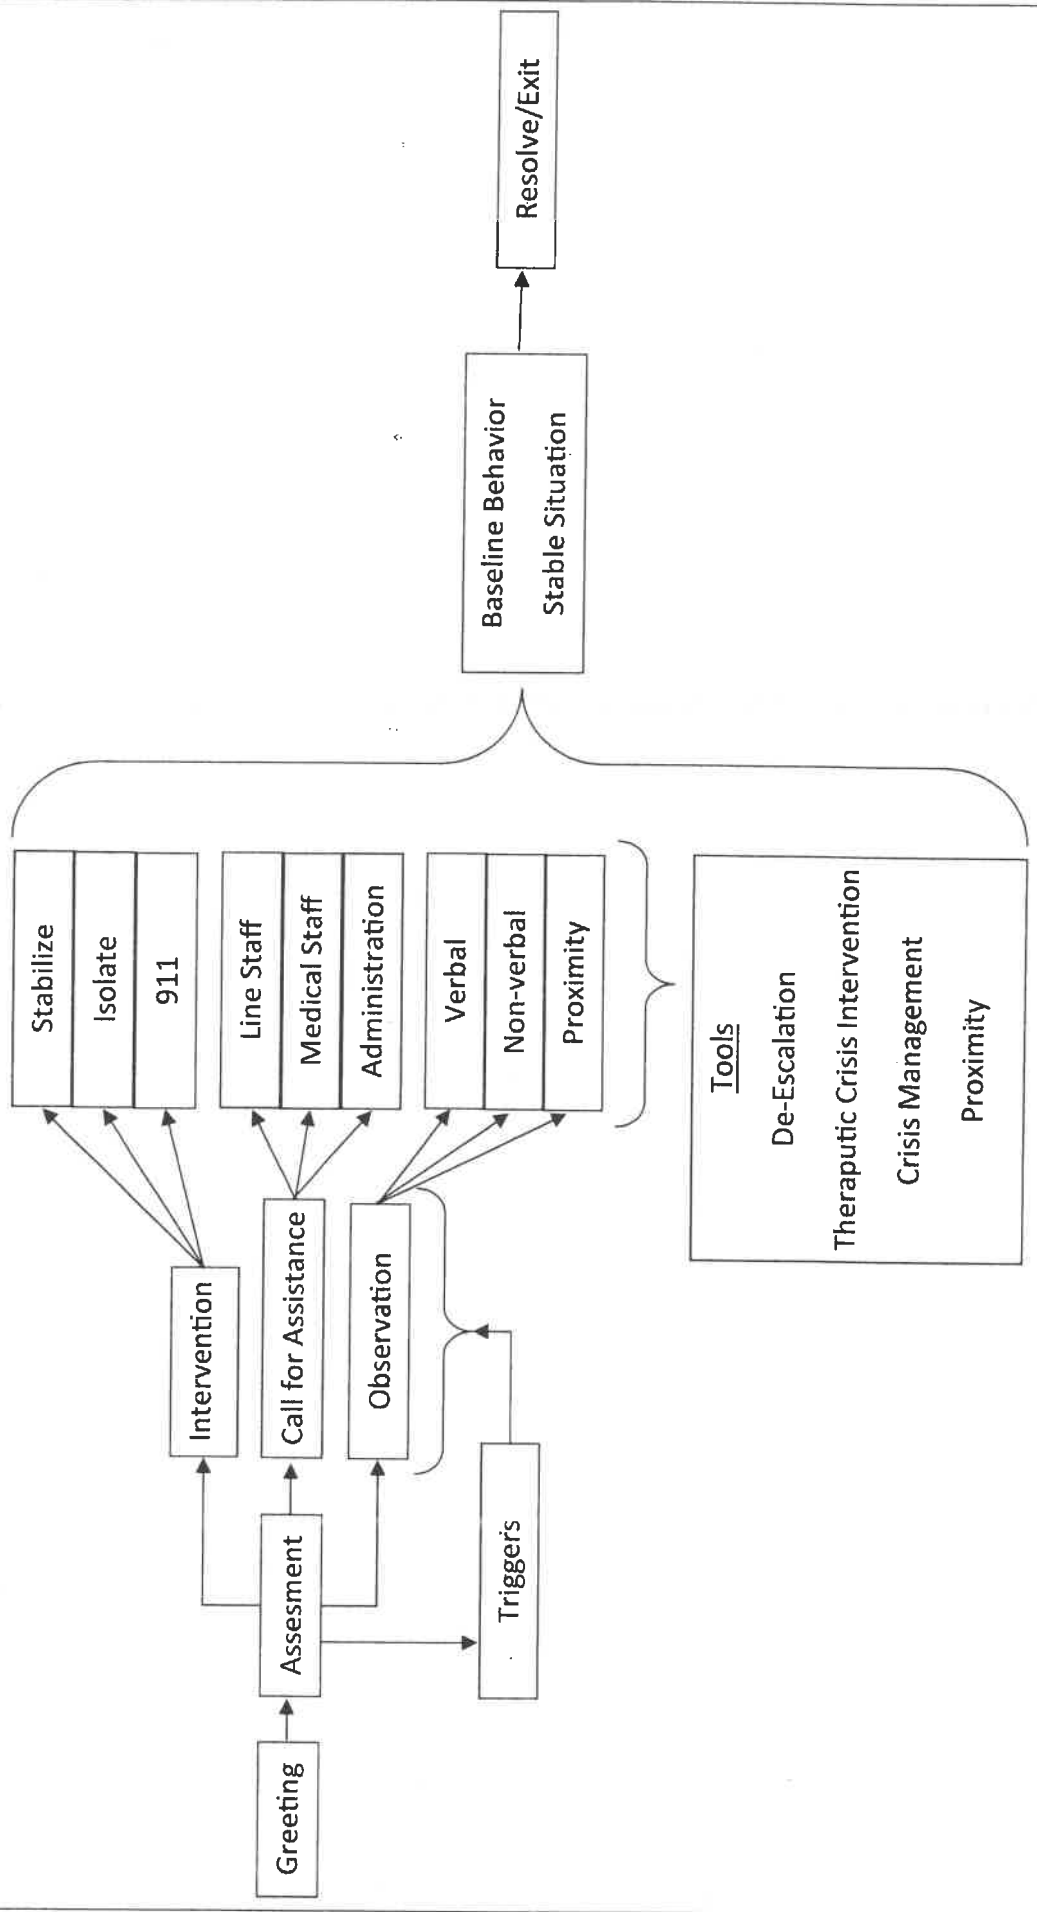 Greeting
Assesment
Triggers
Intervention
Call for Assistance
Observation
Stabilize
Isolate
911
Line Staff
Medical Staff
Administration
Verbal
Non-verbal
Proximity
Tools
De-Escalation
Theraputic Crisis Intervention
Crisis Management
Proximity
Baseline Behavior
Stable Situation
Resolve/Exit